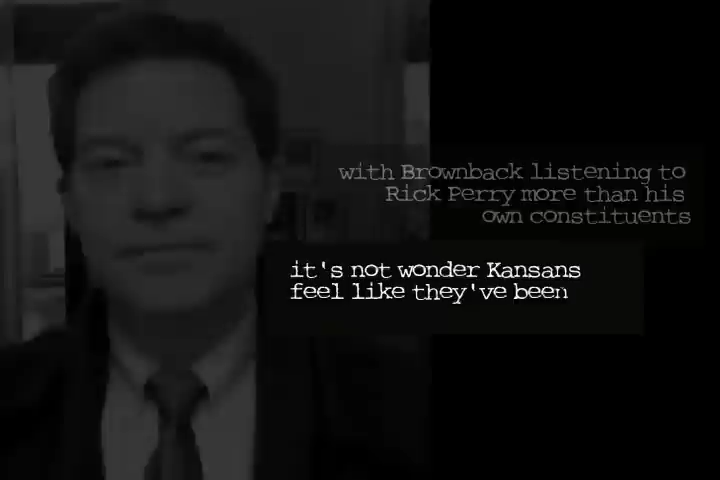 with Brownback listening to
Rick Perry more than his
own constituents
it's not wonder Kansans
feel like they've been